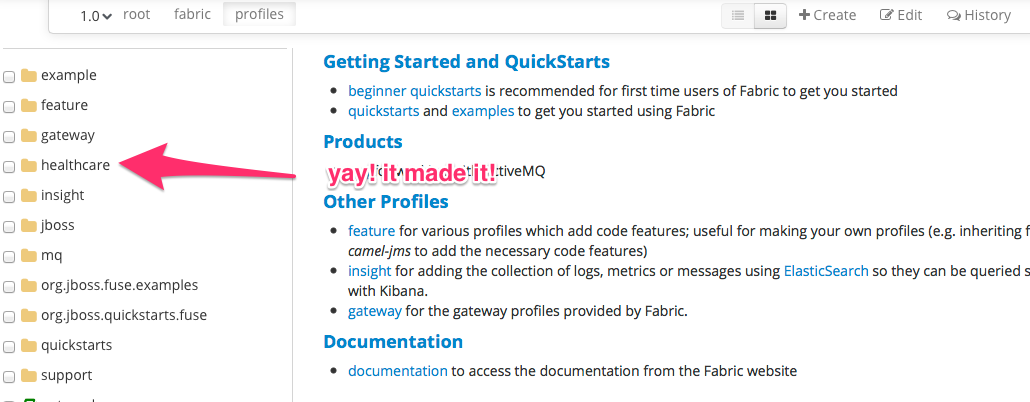 1.0 root fabric profiles Create Edit History
example
feature
gateway
healthcare
insight
jboss
mq
org.jboss.fuse.examples
org.jboss.quickstarts.fuse
quickstarts
support
Getting Started and QuickStarts
beginner quickstarts is recommended for first time users of Fabric to get you started
quickstarts and examples to get you started using Fabric
Products
yay! it made it!
ActiveMQ
Other Profiles
feature for various profiles which add code features; useful for making your own profiles (e.g. inheriting
camel-jms to add the necessary code features)
insight for adding the collection of logs, metrics or messages using ElasticSearch so they can be queried
with Kibana.
gateway for the gateway profiles provided by Fabric.
Documentation
documentation to access the documentation from the Fabric website